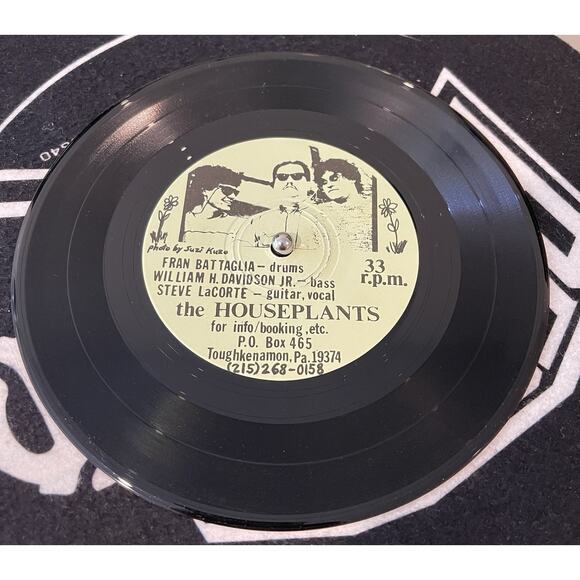 photo by Suzi Kuzo
FRAN BATTAGLIA – drums
WILLIAM H. DAVIDSON JR. – bass
STEVE LaCORTE – guitar, vocal
33
r.p.m.
the HOUSEPLANTS
for info/booking, etc.
P.O. Box 465
Toughkenamon, Pa. 19374
(215) 268-0158